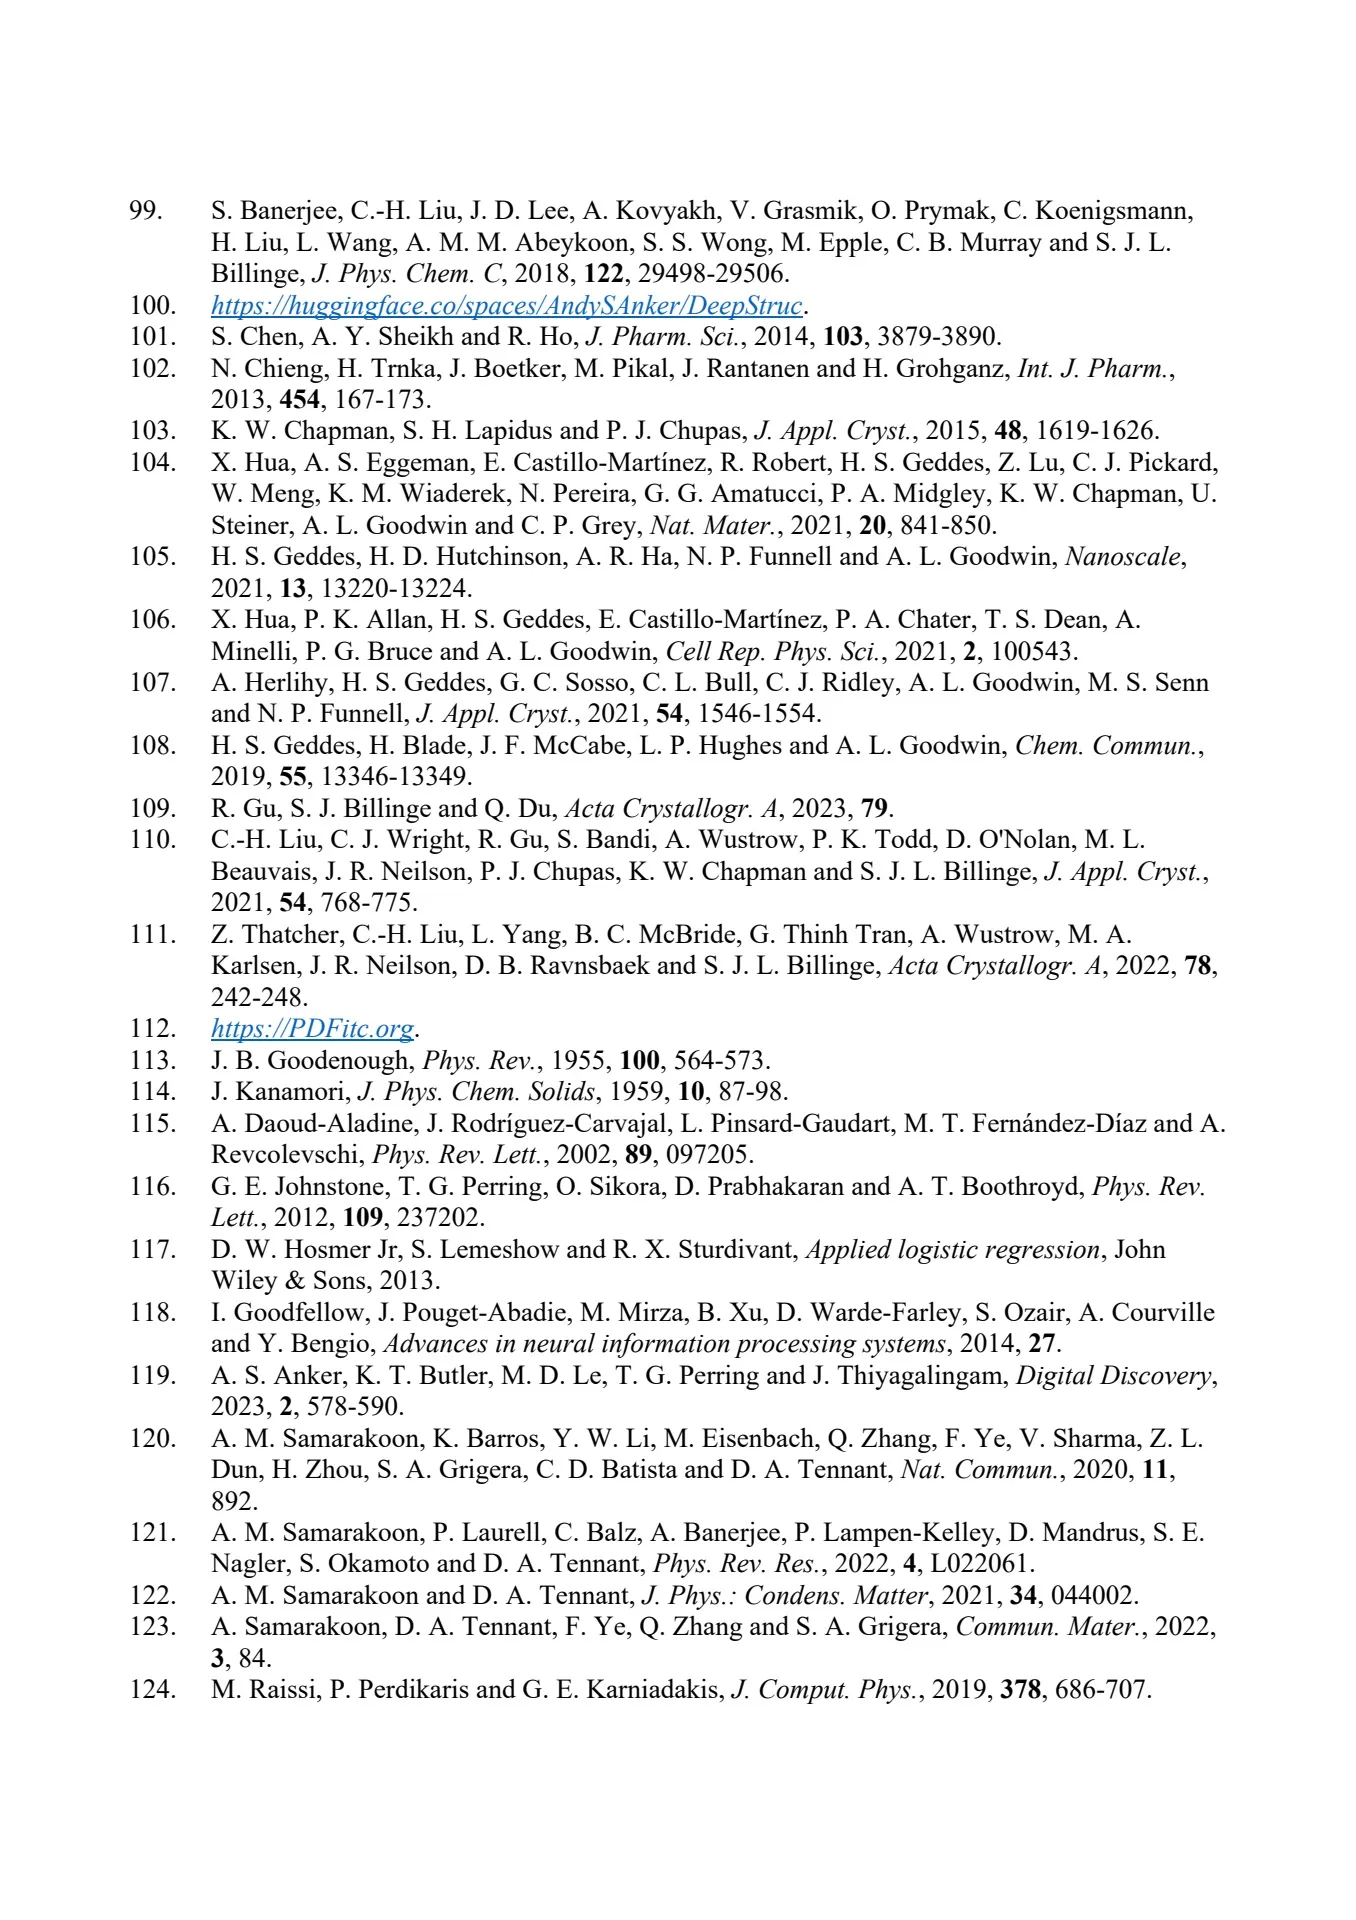 99. S. Banerjee, C.-H. Liu, J. D. Lee, A. Kovyakh, V. Grasmik, O. Prymak, C. Koenigsmann,
H. Liu, L. Wang, A. M. M. Abeykoon, S. S. Wong, M. Epple, C. B. Murray and S. J. L.
Billinge, J. Phys. Chem. C, 2018, 122, 29498-29506.
100. https://huggingface.co/spaces/AndySAnker/DeepStruc.
101. S. Chen, A. Y. Sheikh and R. Ho, J. Pharm. Sci., 2014, 103, 3879-3890.
102. N. Chieng, H. Trnka, J. Boetker, M. Pikal, J. Rantanen and H. Grohganz, Int. J. Pharm.,
2013, 454, 167-173.
103. K. W. Chapman, S. H. Lapidus and P. J. Chupas, J. Appl. Cryst., 2015, 48, 1619-1626.
104. X. Hua, A. S. Eggeman, E. Castillo-Martínez, R. Robert, H. S. Geddes, Z. Lu, C. J. Pickard,
W. Meng, K. M. Wiaderek, N. Pereira, G. G. Amatucci, P. A. Midgley, K. W. Chapman, U.
Steiner, A. L. Goodwin and C. P. Grey, Nat. Mater., 2021, 20, 841-850.
105. H. S. Geddes, H. D. Hutchinson, A. R. Ha, N. P. Funnell and A. L. Goodwin, Nanoscale,
2021, 13, 13220-13224.
106. X. Hua, P. K. Allan, H. S. Geddes, E. Castillo-Martínez, P. A. Chater, T. S. Dean, A.
Minelli, P. G. Bruce and A. L. Goodwin, Cell Rep. Phys. Sci., 2021, 2, 100543.
107. A. Herlihy, H. S. Geddes, G. C. Sosso, C. L. Bull, C. J. Ridley, A. L. Goodwin, M. S. Senn
and N. P. Funnell, J. Appl. Cryst., 2021, 54, 1546-1554.
108. H. S. Geddes, H. Blade, J. F. McCabe, L. P. Hughes and A. L. Goodwin, Chem. Commun.,
2019, 55, 13346-13349.
109. R. Gu, S. J. Billinge and Q. Du, Acta Crystallogr. A, 2023, 79.
110. C.-H. Liu, C. J. Wright, R. Gu, S. Bandi, A. Wustrow, P. K. Todd, D. O'Nolan, M. L.
Beauvais, J. R. Neilson, P. J. Chupas, K. W. Chapman and S. J. L. Billinge, J. Appl. Cryst.,
2021, 54, 768-775.
111. Z. Thatcher, C.-H. Liu, L. Yang, B. C. McBride, G. Thinh Tran, A. Wustrow, M. A.
Karlsen, J. R. Neilson, D. B. Ravnsbaek and S. J. L. Billinge, Acta Crystallogr. A, 2022, 78,
242-248.
112. https://PDFitc.org.
113. J. B. Goodenough, Phys. Rev., 1955, 100, 564-573.
114. J. Kanamori, J. Phys. Chem. Solids, 1959, 10, 87-98.
115. A. Daoud-Aladine, J. Rodríguez-Carvajal, L. Pinsard-Gaudart, M. T. Fernández-Díaz and A.
Revcolevschi, Phys. Rev. Lett., 2002, 89, 097205.
116. G. E. Johnstone, T. G. Perring, O. Sikora, D. Prabhakaran and A. T. Boothroyd, Phys. Rev.
Lett., 2012, 109, 237202.
117. D. W. Hosmer Jr, S. Lemeshow and R. X. Sturdivant, Applied logistic regression, John
Wiley & Sons, 2013.
118. I. Goodfellow, J. Pouget-Abadie, M. Mirza, B. Xu, D. Warde-Farley, S. Ozair, A. Courville
and Y. Bengio, Advances in neural information processing systems, 2014, 27.
119. A. S. Anker, K. T. Butler, M. D. Le, T. G. Perring and J. Thiyagalingam, Digital Discovery,
2023, 2, 578-590.
120. A. M. Samarakoon, K. Barros, Y. W. Li, M. Eisenbach, Q. Zhang, F. Ye, V. Sharma, Z. L.
Dun, H. Zhou, S. A. Grigera, C. D. Batista and D. A. Tennant, Nat. Commun., 2020, 11,
892.
121. A. M. Samarakoon, P. Laurell, C. Balz, A. Banerjee, P. Lampen-Kelley, D. Mandrus, S. E.
Nagler, S. Okamoto and D. A. Tennant, Phys. Rev. Res., 2022, 4, L022061.
122. A. M. Samarakoon and D. A. Tennant, J. Phys.: Condens. Matter, 2021, 34, 044002.
123. A. Samarakoon, D. A. Tennant, F. Ye, Q. Zhang and S. A. Grigera, Commun. Mater., 2022,
3, 84.
124. M. Raissi, P. Perdikaris and G. E. Karniadakis, J. Comput. Phys., 2019, 378, 686-707.